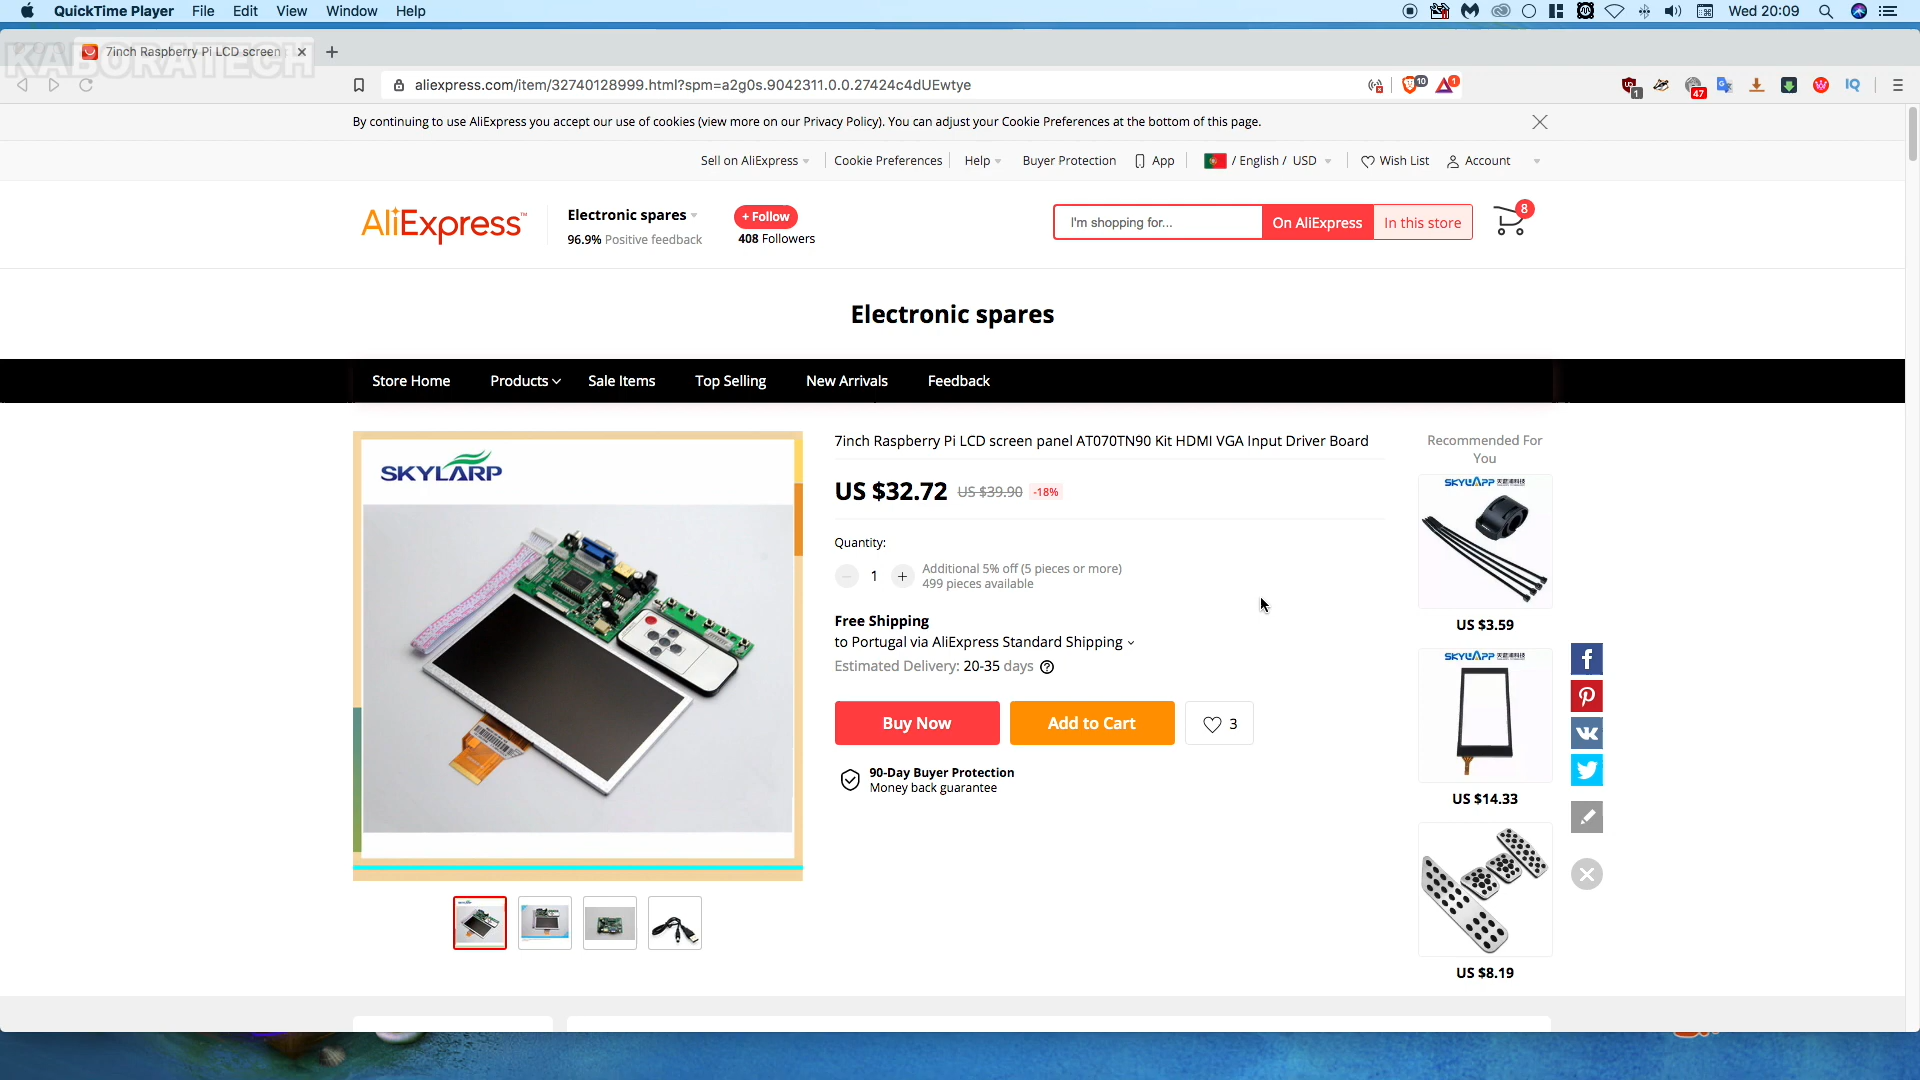 QuickTime Player File Edit View Window Help Wed 20:09
KABORATECH
7inch Raspberry Pi LCD screen
aliexpress.com/item/32740128999.html?spm=a2g0s.9042311.0.0.27424c4dUEwtye
10 1 1 47 IQ
By continuing to use AliExpress you accept our use of cookies (view more on our Privacy Policy). You can adjust your Cookie Preferences at the bottom of this page.
Sell on AliExpress Cookie Preferences Help Buyer Protection App / English / USD Wish List Account
AliExpress™
Electronic spares
96.9% Positive feedback
+ Follow
408 Followers
I'm shopping for... On AliExpress In this store
8
Electronic spares
Store Home Products Sale Items Top Selling New Arrivals Feedback
SKYLARP
7inch Raspberry Pi LCD screen panel AT070TN90 Kit HDMI VGA Input Driver Board
US $32.72 US $39.90 -18%
Quantity:
1 Additional 5% off (5 pieces or more)
499 pieces available
Free Shipping
to Portugal via AliExpress Standard Shipping
Estimated Delivery: 20-35 days
Buy Now Add to Cart 3
90-Day Buyer Protection
Money back guarantee
Recommended For
You
US $3.59
US $14.33
US $8.19